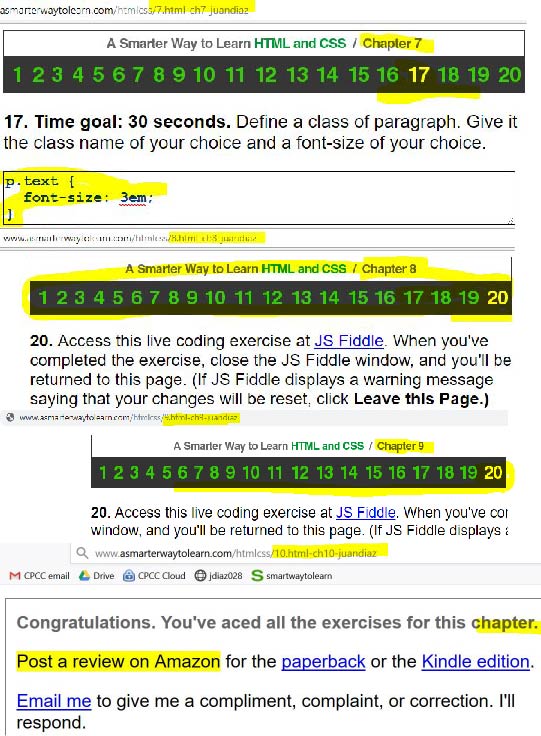 asmarterwaytolearn.com/htmlcss/7.html-ch7-juandiaz
A Smarter Way to Learn HTML and CSS / Chapter 7
1 2 3 4 5 6 7 8 9 10 11 12 13 14 15 16 17 18 19 20
17. Time goal: 30 seconds. Define a class of paragraph. Give it
the class name of your choice and a font-size of your choice.
p.text {
font-size: 3em;
}
www.asmarterwaytolearn.com/htmlcss/8.html-ch8-juandiaz
A Smarter Way to Learn HTML and CSS / Chapter 8
1 2 3 4 5 6 7 8 9 10 11 12 13 14 15 16 17 18 19 20
20. Access this live coding exercise at JS Fiddle. When you've
completed the exercise, close the JS Fiddle window, and you'll be
returned to this page. (If JS Fiddle displays a warning message
saying that your changes will be reset, click Leave this Page.)
www.asmarterwaytolearn.com/htmlcss/9.html-ch9-juandiaz
A Smarter Way to Learn HTML and CSS / Chapter 9
1 2 3 4 5 6 7 8 9 10 11 12 13 14 15 16 17 18 19 20
20. Access this live coding exercise at JS Fiddle. When you've cor
window, and you'll be returned to this page. (If JS Fiddle displays
www.asmarterwaytolearn.com/htmlcss/10.html-ch10-juandiaz
CPCC email Drive CPCC Cloud jdiaz028 smartwaytolearn
Congratulations. You've aced all the exercises for this chapter.
Post a review on Amazon for the paperback or the Kindle edition.
Email me to give me a compliment, complaint, or correction. I'll
respond.